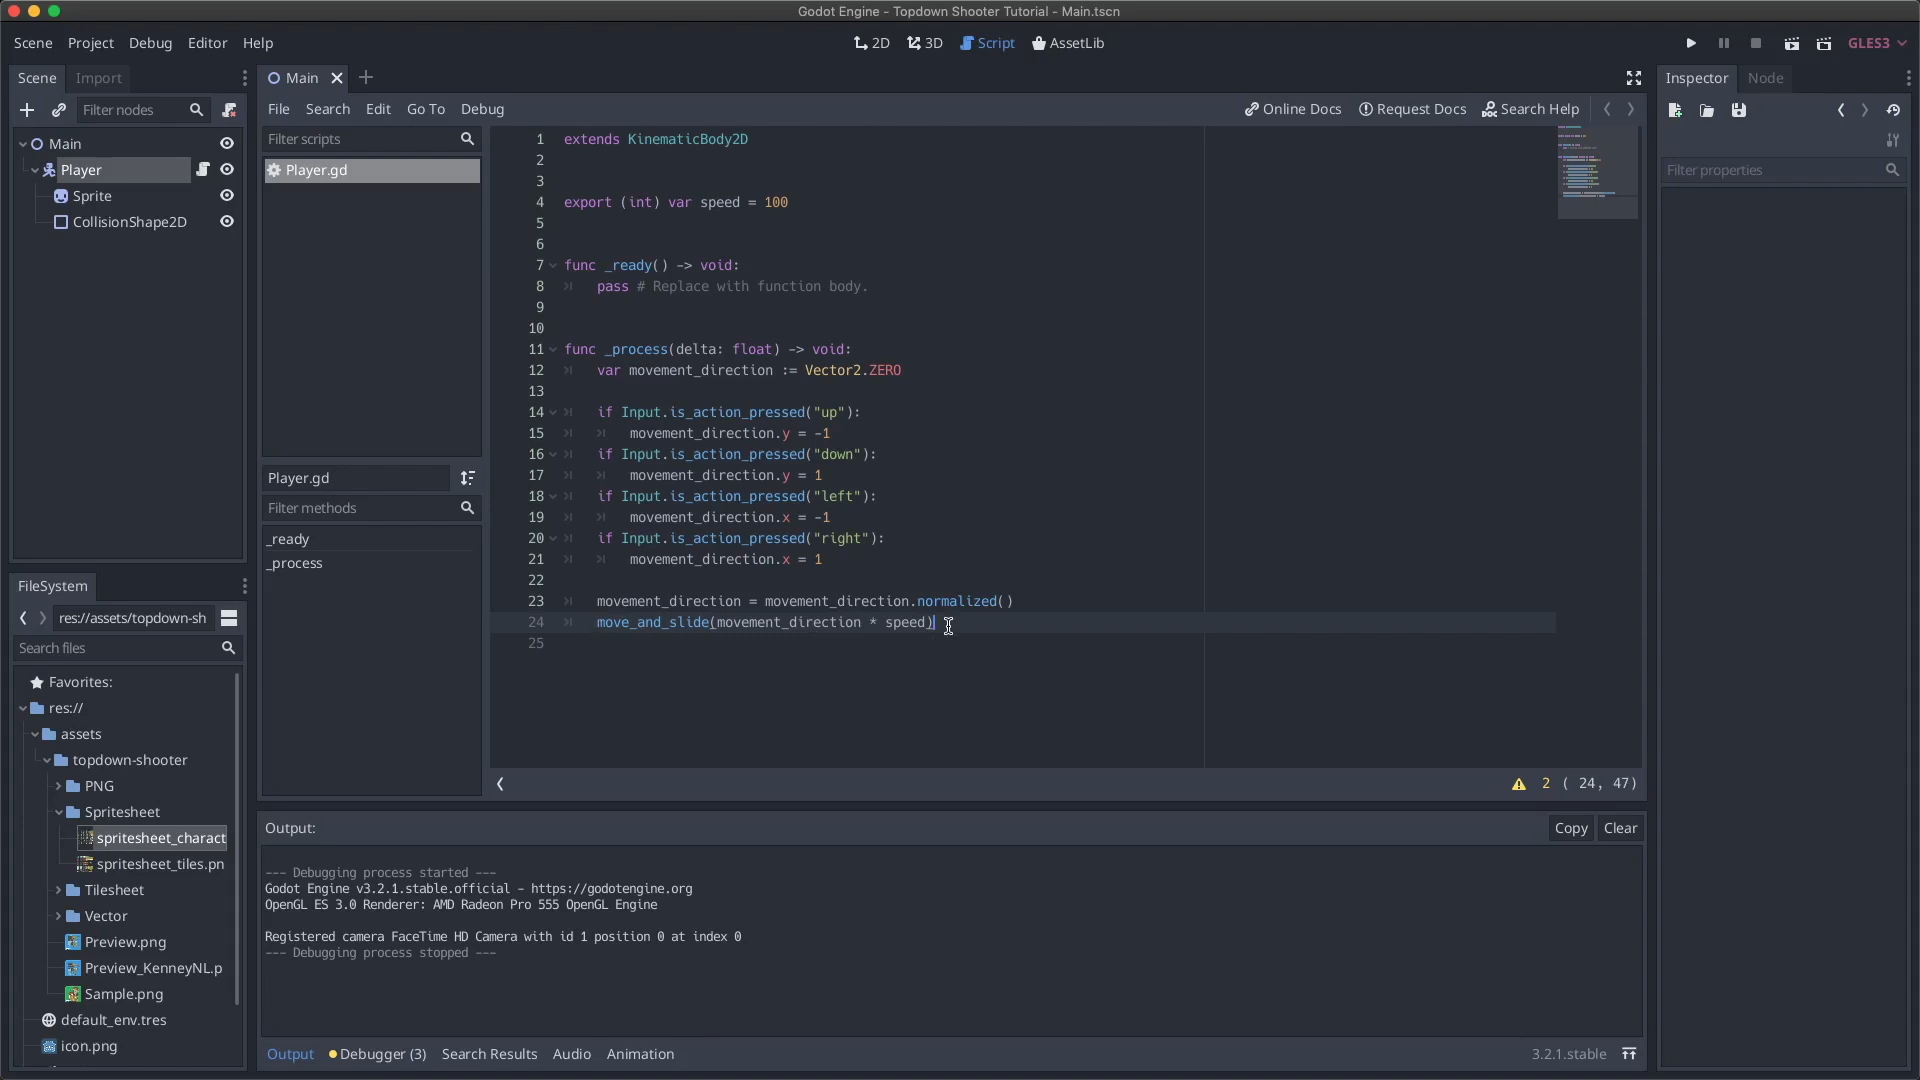 Godot Engine - Topdown Shooter Tutorial - Main.tscn
Scene Project Debug Editor Help
2D 3D Script AssetLib
GLES3
Scene Import
Filter nodes
Main
Player
Sprite
CollisionShape2D
FileSystem
res://assets/topdown-sh
Search files
Favorites:
res://
assets
topdown-shooter
PNG
Spritesheet
spritesheet_charact
spritesheet_tiles.pn
Tilesheet
Vector
Preview.png
Preview_KenneyNL.p
Sample.png
default_env.tres
icon.png
Main
File Search Edit Go To Debug
Online Docs Request Docs Search Help
Filter scripts
Player.gd
Player.gd
Filter methods
_ready
_process
1 extends KinematicBody2D
2
3
4 export (int) var speed = 100
5
6
7 func _ready() -> void:
8 pass # Replace with function body.
9
10
11 func _process(delta: float) -> void:
12 var movement_direction := Vector2.ZERO
13
14 if Input.is_action_pressed("up"):
15 movement_direction.y = -1
16 if Input.is_action_pressed("down"):
17 movement_direction.y = 1
18 if Input.is_action_pressed("left"):
19 movement_direction.x = -1
20 if Input.is_action_pressed("right"):
21 movement_direction.x = 1
22
23 movement_direction = movement_direction.normalized()
24 move_and_slide(movement_direction * speed)
25
2 ( 24, 47)
Output:
Copy Clear
--- Debugging process started ---
Godot Engine v3.2.1.stable.official - https://godotengine.org
OpenGL ES 3.0 Renderer: AMD Radeon Pro 555 OpenGL Engine
Registered camera FaceTime HD Camera with id 1 position 0 at index 0
--- Debugging process stopped ---
Output Debugger (3) Search Results Audio Animation
3.2.1.stable
Inspector Node
Filter properties